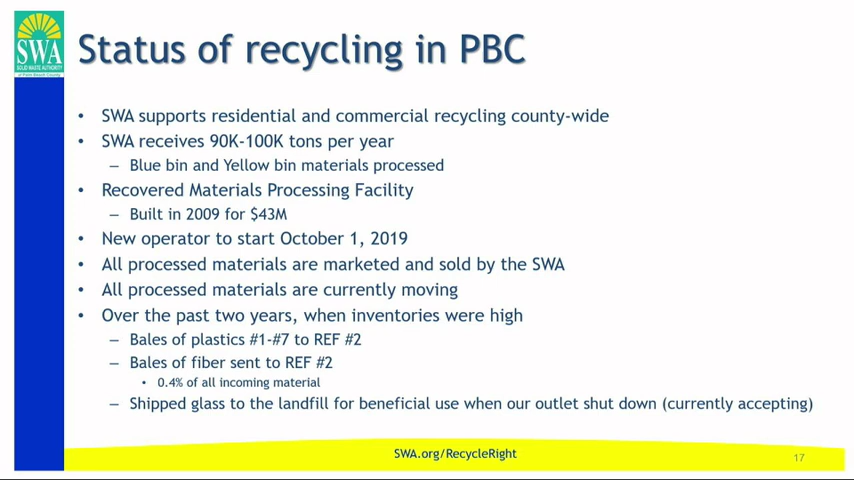 SWA
SOLID WASTE AUTHORITY
of Palm Beach County
Status of recycling in PBC
• SWA supports residential and commercial recycling county-wide
• SWA receives 90K-100K tons per year
– Blue bin and Yellow bin materials processed
• Recovered Materials Processing Facility
– Built in 2009 for $43M
• New operator to start October 1, 2019
• All processed materials are marketed and sold by the SWA
• All processed materials are currently moving
• Over the past two years, when inventories were high
– Bales of plastics #1-#7 to REF #2
– Bales of fiber sent to REF #2
• 0.4% of all incoming material
– Shipped glass to the landfill for beneficial use when our outlet shut down (currently accepting)
SWA.org/RecycleRight
17